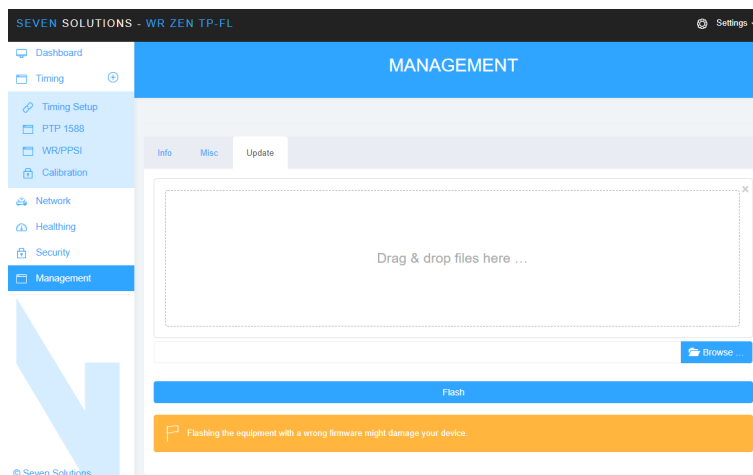 SEVEN SOLUTIONS - WR ZEN TP-FL
Settings
Dashboard
Timing
Timing Setup
PTP 1588
WR/PPSI
Calibration
Network
Healthing
Security
Management
© Seven Solutions
MANAGEMENT
Info Misc Update
Drag & drop files here …
Browse …
Flash
Flashing the equipment with a wrong firmware might damage your device.